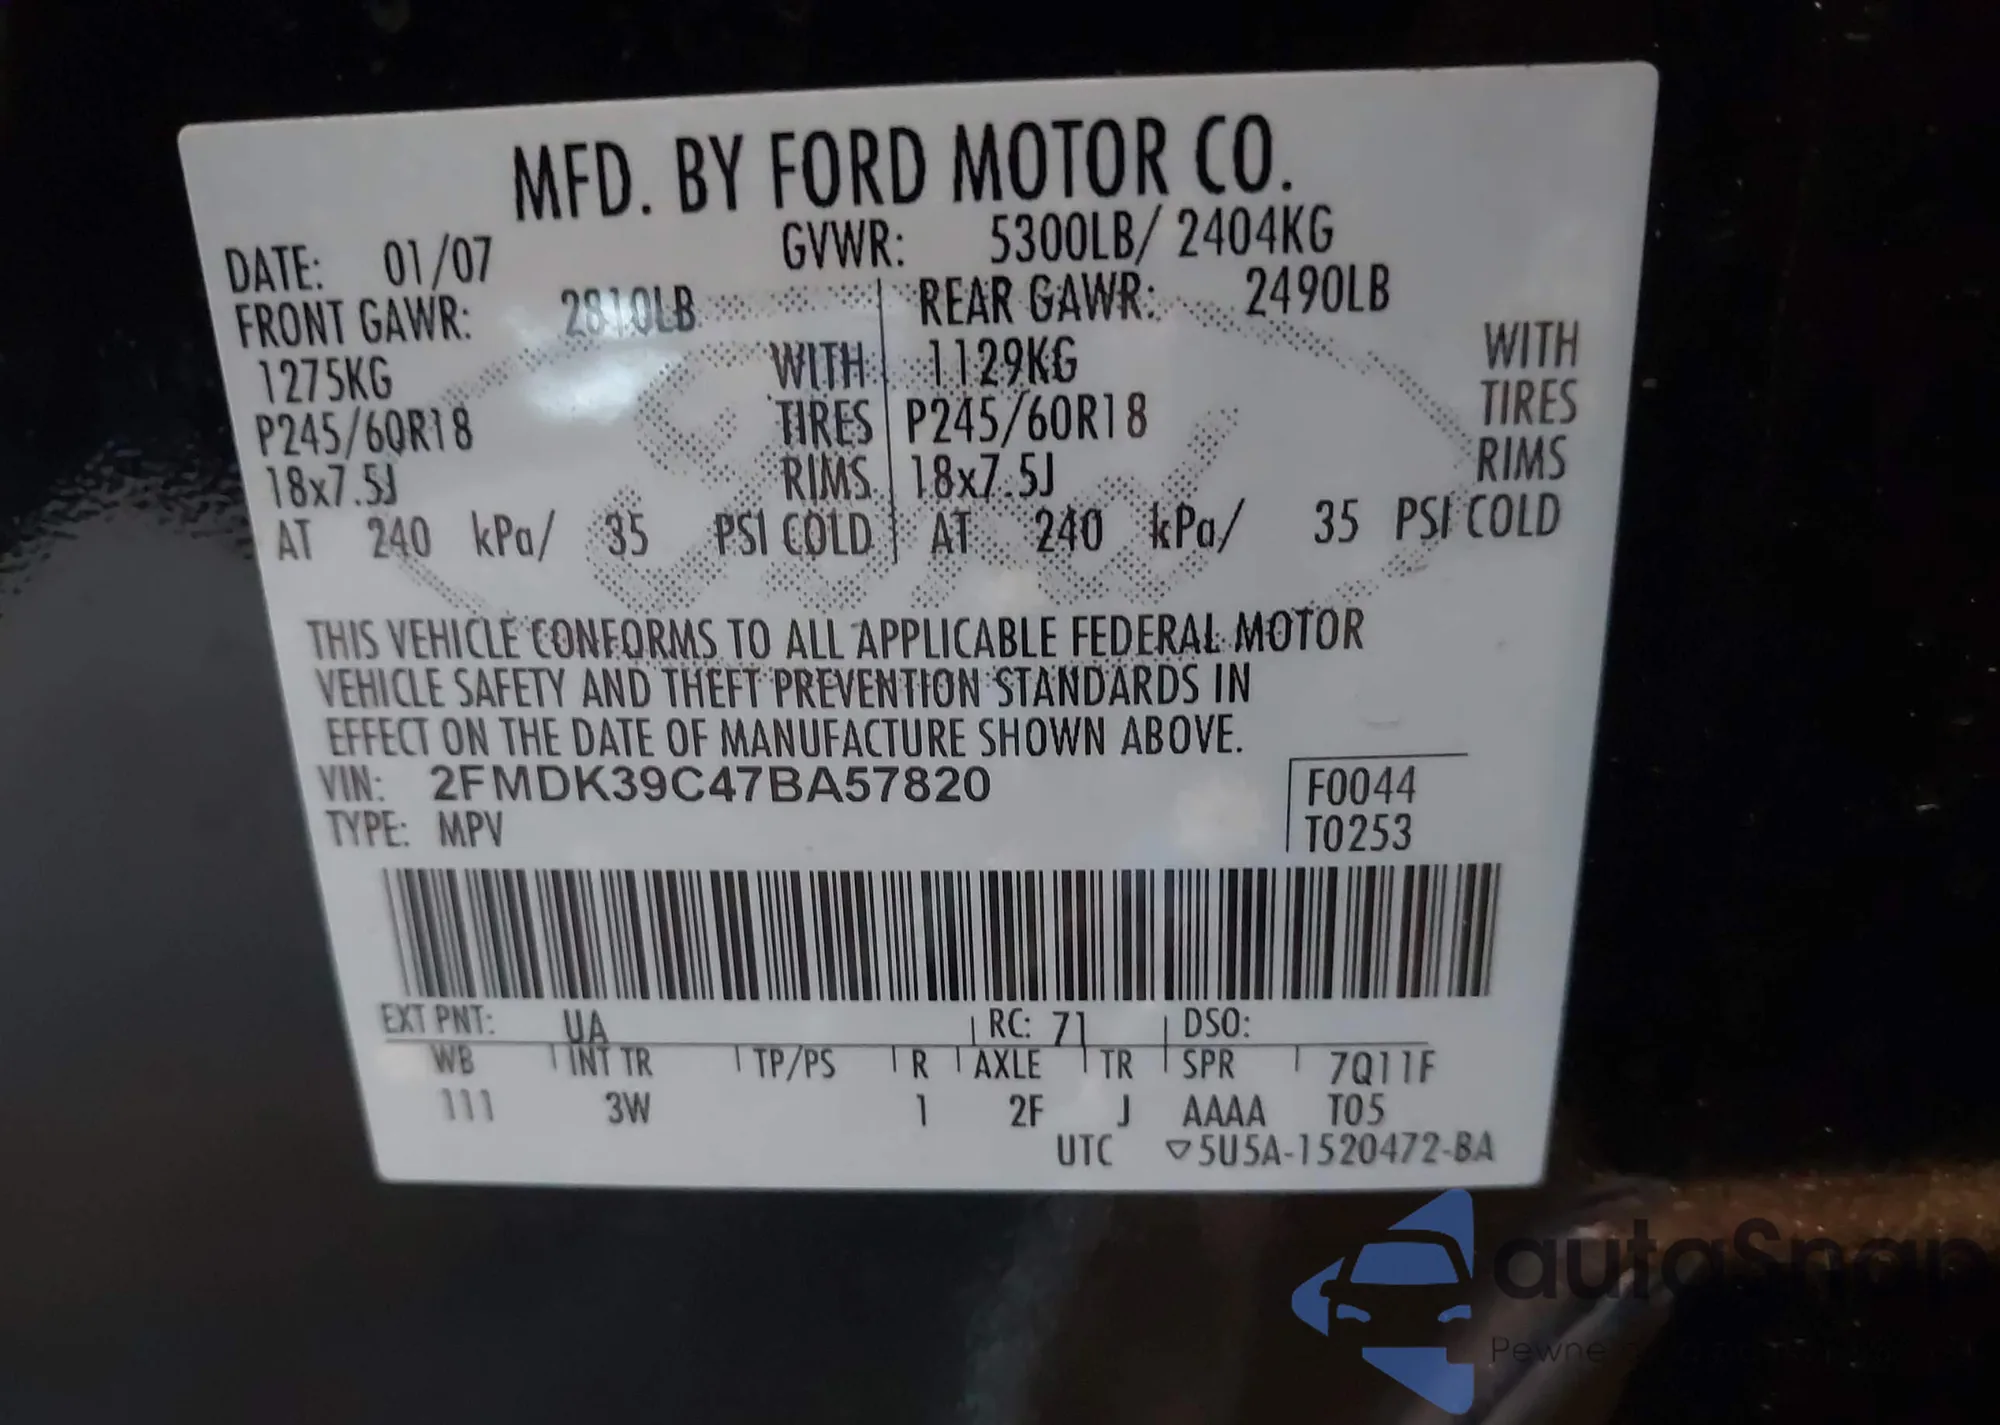 MFD. BY FORD MOTOR CO.
DATE: 01/07 GVWR: 5300LB/ 2404KG
FRONT GAWR: 2810LB REAR GAWR: 2490LB
1275KG WITH 1129KG WITH
P245/60R18 TIRES P245/60R18 TIRES
18x7.5J RIMS 18x7.5J RIMS
AT 240 kPa/ 35 PSI COLD AT 240 kPa/ 35 PSI COLD
THIS VEHICLE CONFORMS TO ALL APPLICABLE FEDERAL MOTOR
VEHICLE SAFETY AND THEFT PREVENTION STANDARDS IN
EFFECT ON THE DATE OF MANUFACTURE SHOWN ABOVE.
VIN: 2FMDK39C47BA57820 F0044
TYPE: MPV T0253
EXT PNT: UA RC: 71 DSO:
WB INT TR TP/PS R AXLE TR SPR 7Q11F
111 3W 1 2F J AAAA T05
UTC ▽5U5A-1520472-BA
autoSnap
Pewne